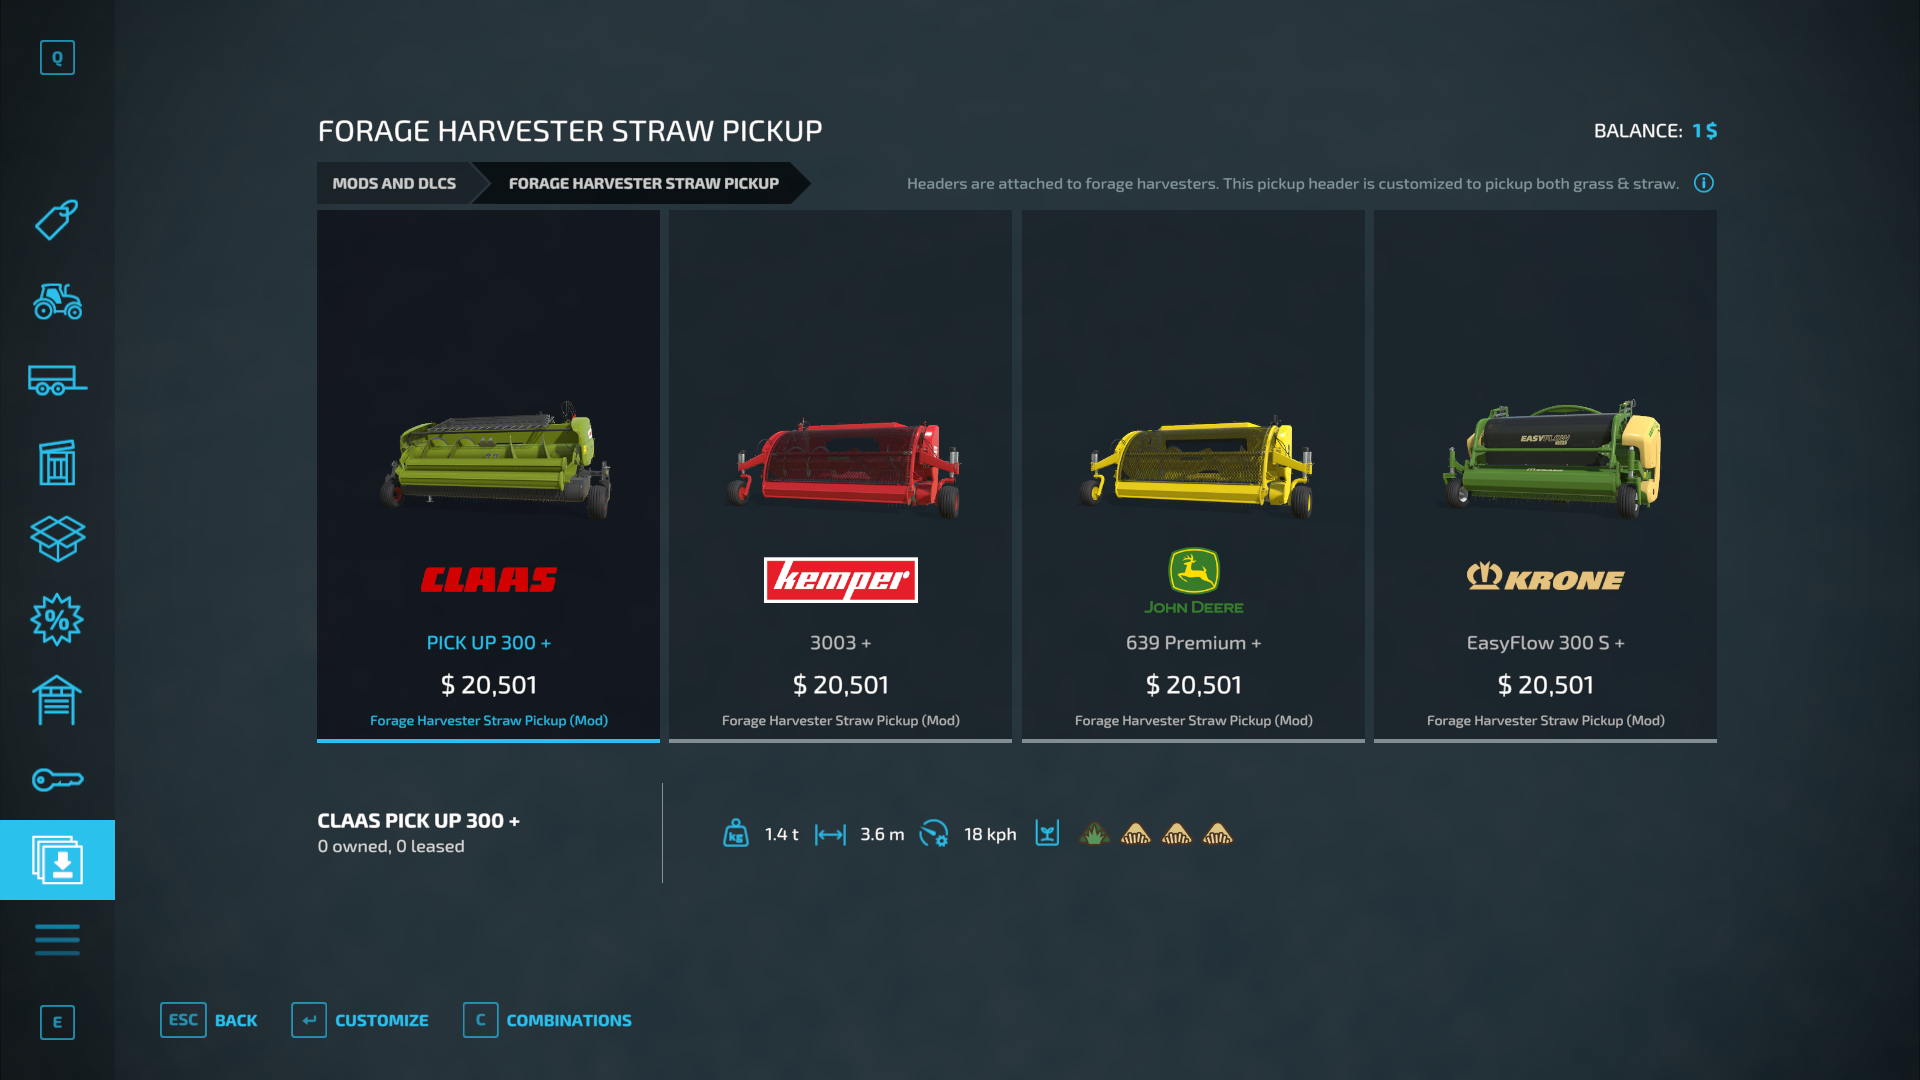 Q
FORAGE HARVESTER STRAW PICKUP
BALANCE: 1 $
MODS AND DLCS
FORAGE HARVESTER STRAW PICKUP
Headers are attached to forage harvesters. This pickup header is customized to pickup both grass & straw.
EASYFLOW
CLAAS
kemper
JOHN DEERE
KRONE
PICK UP 300 +
3003 +
639 Premium +
EasyFlow 300 S +
$ 20,501
$ 20,501
$ 20,501
$ 20,501
Forage Harvester Straw Pickup (Mod)
Forage Harvester Straw Pickup (Mod)
Forage Harvester Straw Pickup (Mod)
Forage Harvester Straw Pickup (Mod)
CLAAS PICK UP 300 +
0 owned, 0 leased
kg 1.4 t 3.6 m 18 kph
E
ESC BACK
CUSTOMIZE
C COMBINATIONS